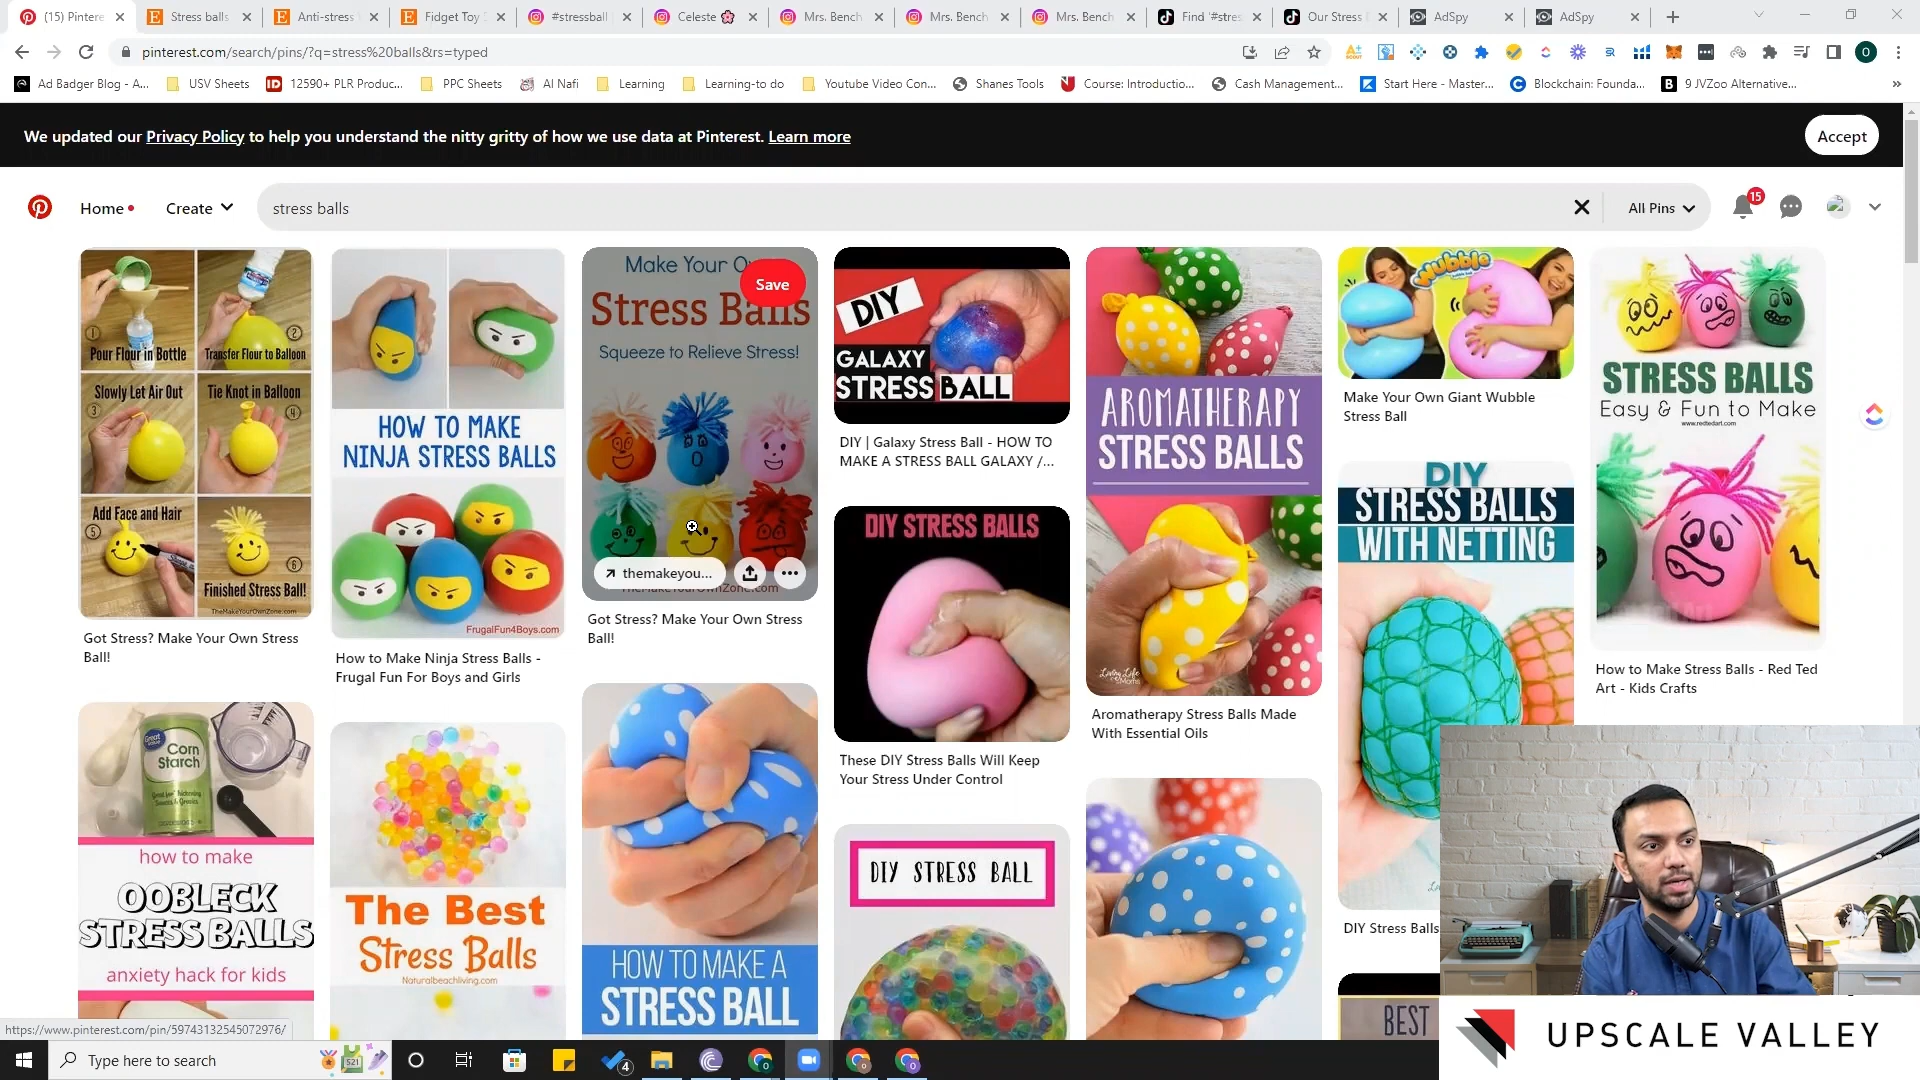 (15) Pintere
Stress balls
Anti-stress
Fidget Toy
#stressball
Celeste
Mrs. Bench
Mrs. Bench
Mrs. Bench
Find '#stres
Our Stress
AdSpy
AdSpy
pinterest.com/search/pins/?q=stress%20balls&rs=typed
Ad Badger Blog - A...
USV Sheets
12590+ PLR Produc...
PPC Sheets
Al Nafi
Learning
Learning-to do
Youtube Video Con...
Shanes Tools
Course: Introductio...
Cash Management...
Start Here - Master...
Blockchain: Founda...
9 JVZoo Alternative...
We updated our Privacy Policy to help you understand the nitty gritty of how we use data at Pinterest. Learn more
Accept
Home
Create
stress balls
All Pins
15
Pour Flour in Bottle
Transfer Flour to Balloon
Slowly Let Air Out
Tie Knot in Balloon
Add Face and Hair
Finished Stress Ball!
TheMakeYourOwnZone.com
Got Stress? Make Your Own Stress
Ball!
Corn
Starch
how to make
OOBLECK
STRESS BALLS
anxiety hack for kids
HOW TO MAKE
NINJA STRESS BALLS
FrugalFun4Boys.com
How to Make Ninja Stress Balls -
Frugal Fun For Boys and Girls
The Best
Stress Balls
Naturalbeachliving.com
Save
Stress Balls
Squeeze to Relieve Stress!
themakeyou...
Got Stress? Make Your Own Stress
Ball!
HOW TO MAKE A
STRESS BALL
DIY
GALAXY
STRESS BALL
DIY | Galaxy Stress Ball - HOW TO
MAKE A STRESS BALL GALAXY /...
DIY STRESS BALLS
These DIY Stress Balls Will Keep
Your Stress Under Control
DIY STRESS BALL
AROMATHERAPY
STRESS BALLS
Aromatherapy Stress Balls Made
With Essential Oils
Wubble
Make Your Own Giant Wubble
Stress Ball
DIY
STRESS BALLS
WITH NETTING
DIY Stress Balls
BEST
STRESS BALLS
Easy & Fun to Make
www.redtedart.com
How to Make Stress Balls - Red Ted
Art - Kids Crafts
https://www.pinterest.com/pin/59743132545072976/
Type here to search
4
UPSCALE VALLEY